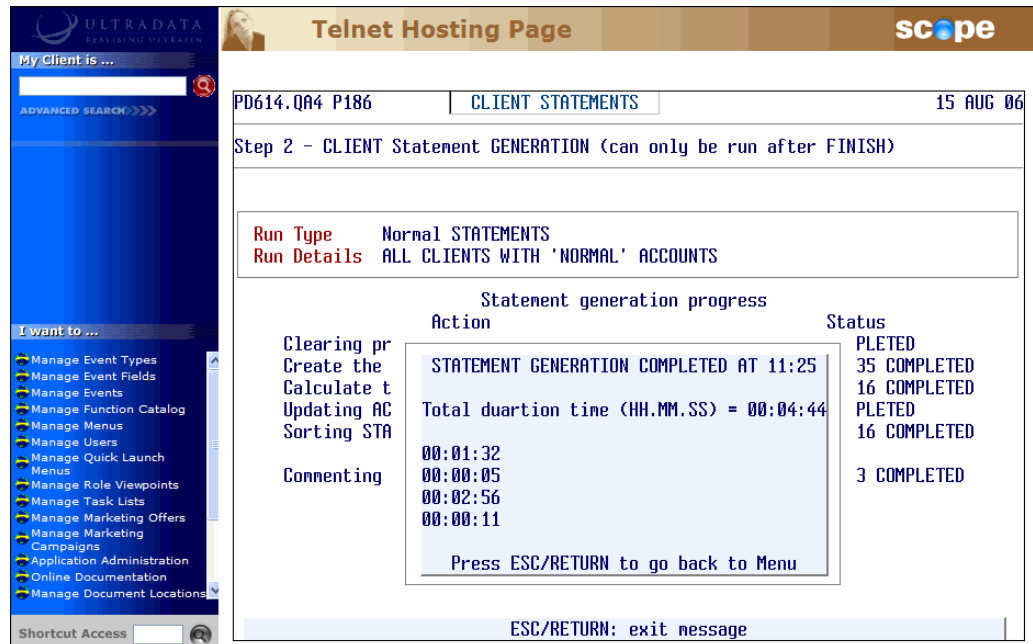 ULTRADATA
REALISING ULTRAFIN
Telnet Hosting Page
scope
My Client is ...
ADVANCED SEARCH
PD614.QA4 P186
CLIENT STATEMENTS
15 AUG 06
Step 2 - CLIENT Statement GENERATION (can only be run after FINISH)
Run Type Normal STATEMENTS
Run Details ALL CLIENTS WITH 'NORMAL' ACCOUNTS
Statement generation progress
Action Status
Clearing pr PLETED
Create the 35 COMPLETED
Calculate t 16 COMPLETED
Updating AC PLETED
Sorting STA 16 COMPLETED
Commenting 3 COMPLETED
STATEMENT GENERATION COMPLETED AT 11:25
Total duartion time (HH.MM.SS) = 00:04:44
00:01:32
00:00:05
00:02:56
00:00:11
Press ESC/RETURN to go back to Menu
ESC/RETURN: exit message
I want to ...
Manage Event Types
Manage Event Fields
Manage Events
Manage Function Catalog
Manage Menus
Manage Users
Manage Quick Launch
Menus
Manage Role Viewpoints
Manage Task Lists
Manage Marketing Offers
Manage Marketing
Campaigns
Application Administration
Online Documentation
Manage Document Locations
Shortcut Access